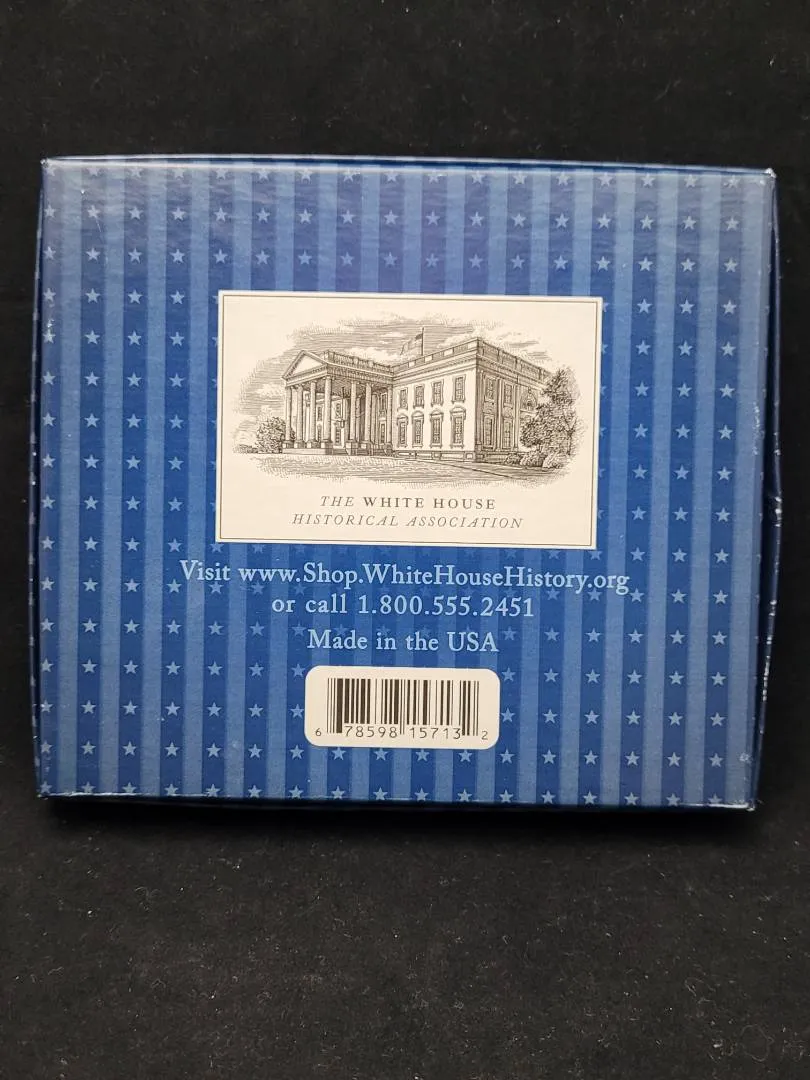 THE WHITE HOUSE
HISTORICAL ASSOCIATION
Visit www.Shop.WhiteHouseHistory.org
or call 1.800.555.2451
Made in the USA
6 78598 15713 2